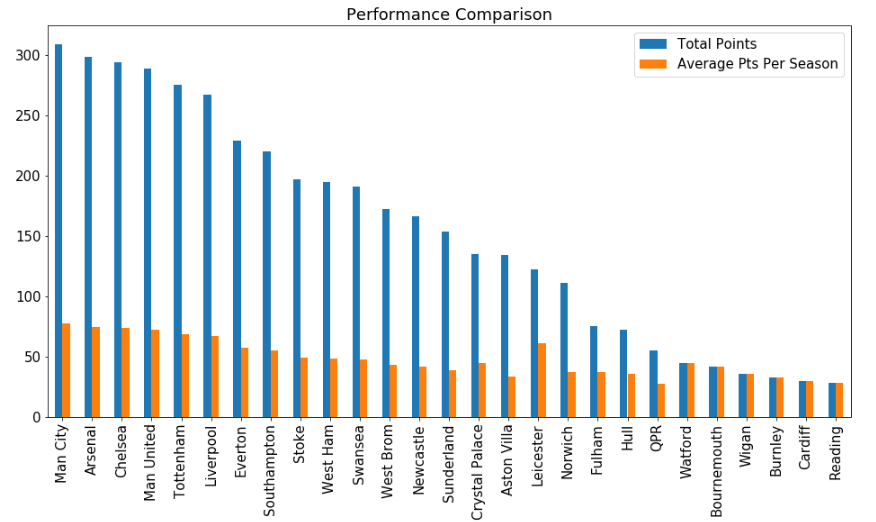 Performance Comparison
Total Points
Average Pts Per Season
300
250
200
150
100
50
0
Man City
Arsenal
Chelsea
Man United
Tottenham
Liverpool
Everton
Southampton
Stoke
West Ham
Swansea
West Brom
Newcastle
Sunderland
Crystal Palace
Aston Villa
Leicester
Norwich
Fulham
Hull
QPR
Watford
Bournemouth
Wigan
Burnley
Cardiff
Reading